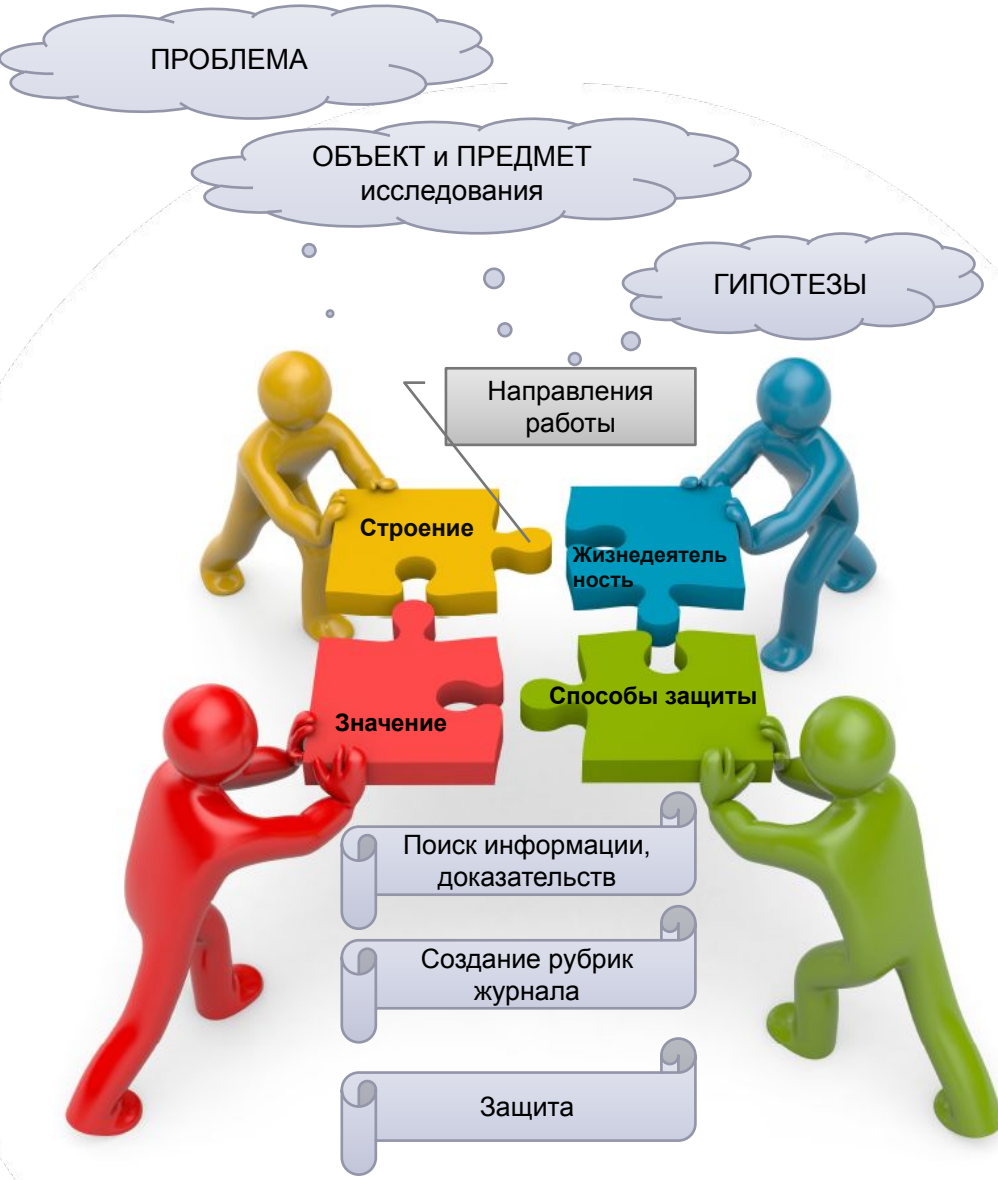 ПРОБЛЕМА
ОБЪЕКТ и ПРЕДМЕТ
исследования
ГИПОТЕЗЫ
Направления
работы
Строение
Жизнедеятель
ность
Значение
Способы защиты
Поиск информации,
доказательств
Создание рубрик
журнала
Защита